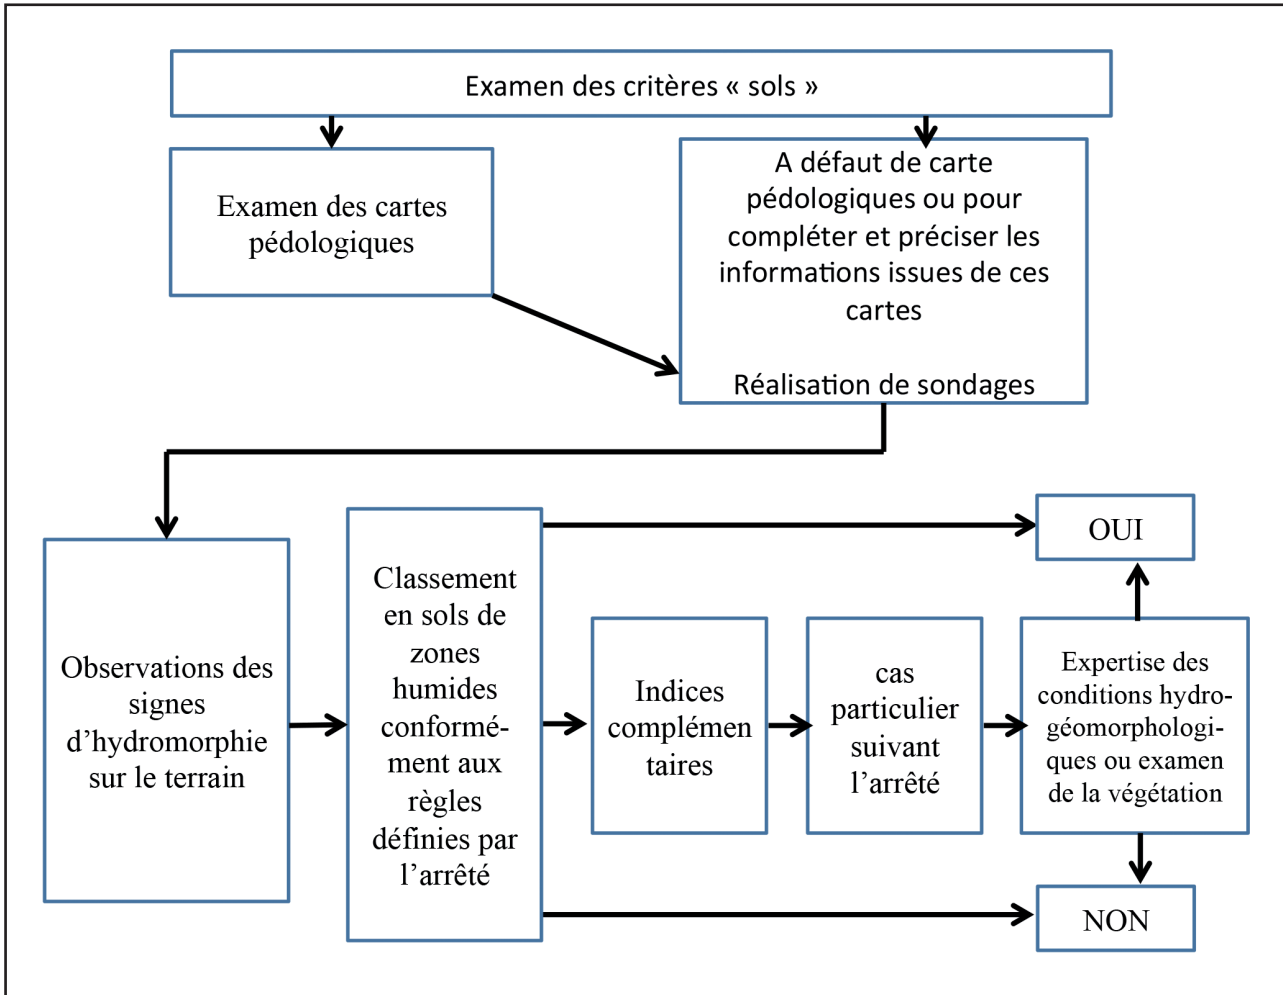 Examen des critères « sols »
Examen des cartes
pédologiques
A défaut de carte
pédologiques ou pour
compléter et préciser les
informations issues de ces
cartes
Réalisation de sondages
Observations des
signes
d’hydromorphie
sur le terrain
Classement
en sols de
zones
humides
conformé-
ment aux
règles
définies par
l’arrêté
Indices
complémen
taires
cas
particulier
suivant
l’arrêté
Expertise des
conditions hydro-
géomorphologi-
ques ou examen
de la végétation
OUI
NON